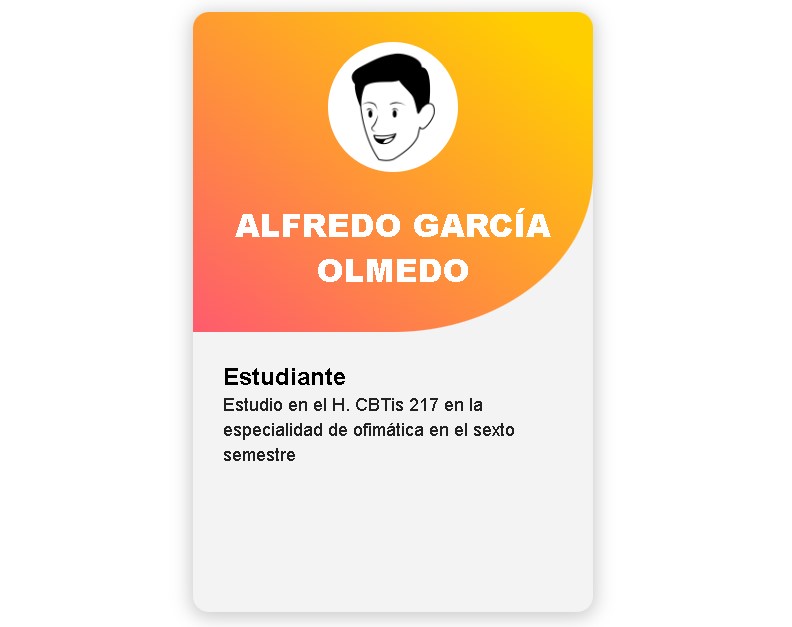 ALFREDO GARCÍA
OLMEDO
Estudiante
Estudio en el H. CBTis 217 en la
especialidad de ofimática en el sexto
semestre